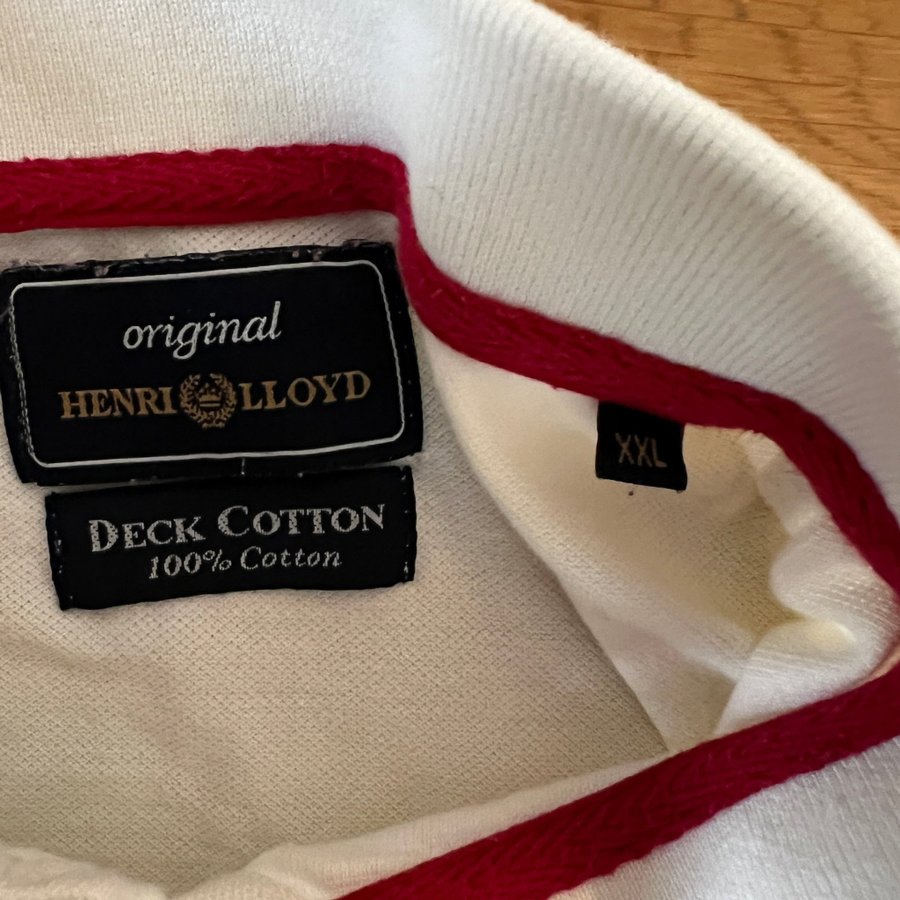 original
HENRI LLOYD
DECK COTTON
100% Cotton
XXL